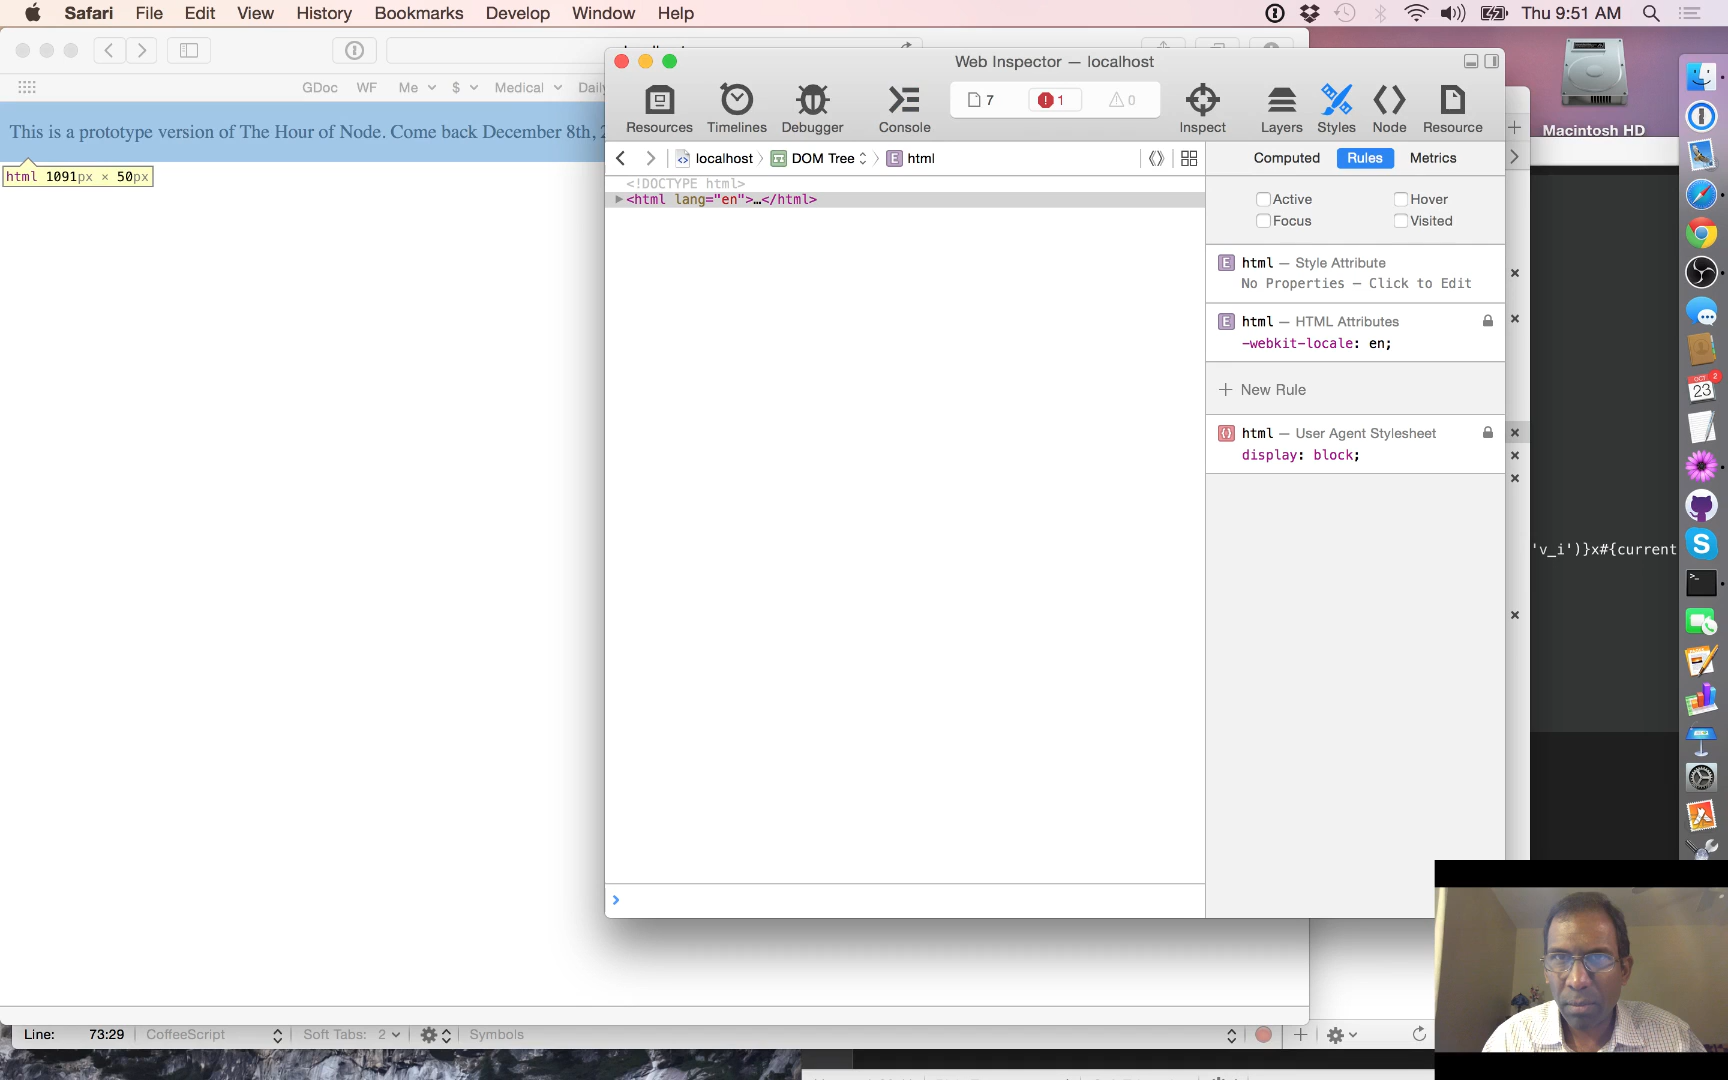 Safari File Edit View History Bookmarks Develop Window Help
Thu 9:51 AM
GDoc WF Me $ Medical
This is a prototype version of The Hour of Node. Come back December 8th, 2
html 1091px × 50px
Web Inspector — localhost
Resources Timelines Debugger Console
7 1 0
Inspect Layers Styles Node Resource
localhost DOM Tree html
Computed Rules Metrics
<!DOCTYPE html>
<html lang="en">…</html>
Active Hover
Focus Visited
html — Style Attribute
No Properties — Click to Edit
html — HTML Attributes
-webkit-locale: en;
New Rule
html — User Agent Stylesheet
display: block;
Macintosh HD
OCT 2
23
'v_i')}x#{current
Line: 73:29 CoffeeScript Soft Tabs: 2 Symbols